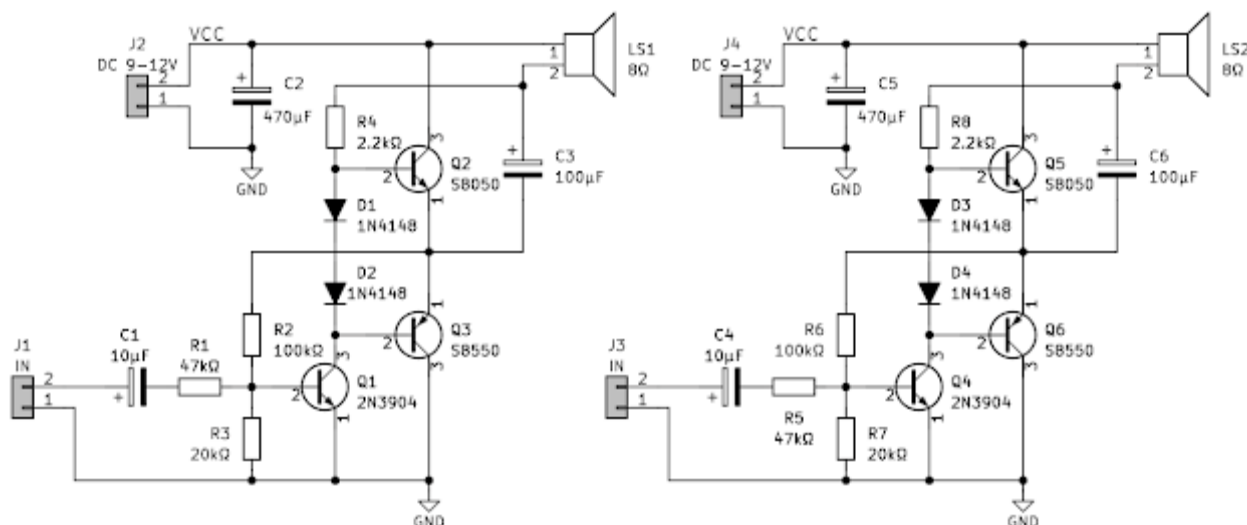 J2
DC 9-12V
2
1
VCC
+
C2
470µF
GND
R4
2.2kΩ
2
3
1
Q2
S8050
+
C3
100µF
1
2
LS1
8Ω
D1
1N4148
D2
1N4148
J1
IN
2
1
C1
10µF
+
R1
47kΩ
R2
100kΩ
R3
20kΩ
2
3
1
Q1
2N3904
2
1
3
Q3
S8550
GND
J4
DC 9-12V
2
1
VCC
+
C5
470µF
GND
R8
2.2kΩ
2
3
1
Q5
S8050
+
C6
100µF
1
2
LS2
8Ω
D3
1N4148
D4
1N4148
J3
IN
2
1
C4
10µF
+
R5
47kΩ
R6
100kΩ
R7
20kΩ
2
3
1
Q4
2N3904
2
1
3
Q6
S8550
GND